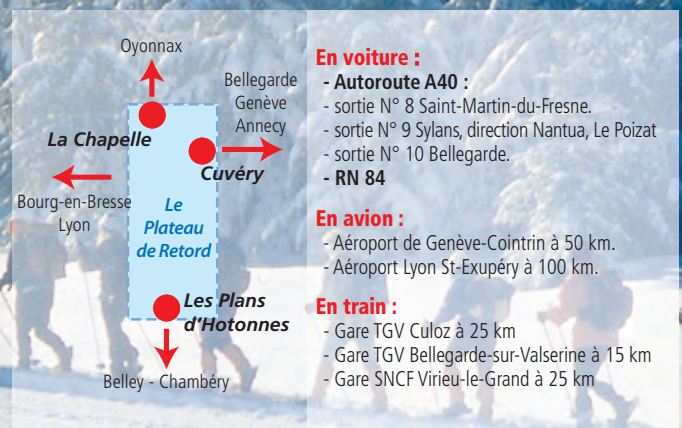 Oyonnax
Bellegarde
Genève
Annecy
La Chapelle
Cuvéry
Bourg-en-Bresse
Lyon
Le
Plateau
de Retord
Les Plans
d'Hotonnes
Belley - Chambéry
En voiture :
- Autoroute A40 :
- sortie N° 8 Saint-Martin-du-Fresne.
- sortie N° 9 Sylans, direction Nantua, Le Poizat
- sortie N° 10 Bellegarde.
- RN 84
En avion :
- Aéroport de Genève-Cointrin à 50 km.
- Aéroport Lyon St-Exupéry à 100 km.
En train :
- Gare TGV Culoz à 25 km
- Gare TGV Bellegarde-sur-Valserine à 15 km
- Gare SNCF Virieu-le-Grand à 25 km